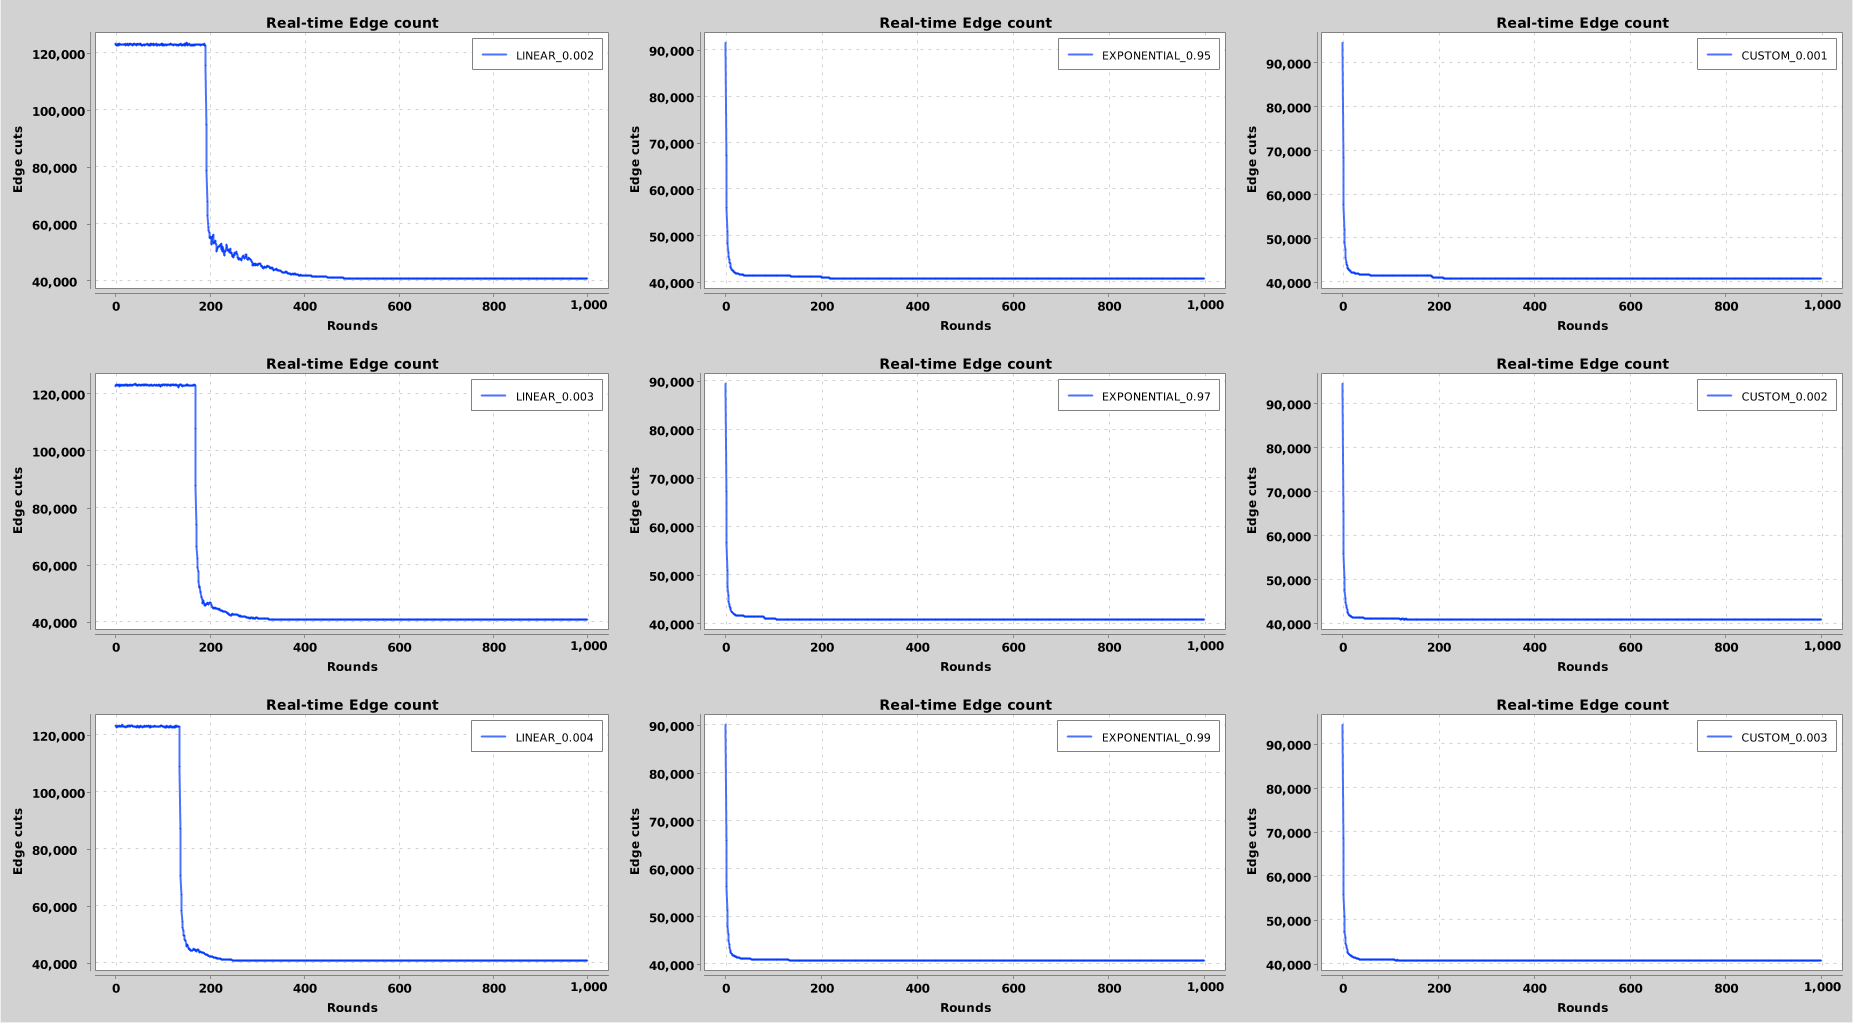 Real-time Edge count
LINEAR_0.002
Edge cuts
120,000
100,000
80,000
60,000
40,000
0 200 400 600 800 1,000
Rounds
Real-time Edge count
EXPONENTIAL_0.95
Edge cuts
90,000
80,000
70,000
60,000
50,000
40,000
0 200 400 600 800 1,000
Rounds
Real-time Edge count
CUSTOM_0.001
Edge cuts
90,000
80,000
70,000
60,000
50,000
40,000
0 200 400 600 800 1,000
Rounds
Real-time Edge count
LINEAR_0.003
Edge cuts
120,000
100,000
80,000
60,000
40,000
0 200 400 600 800 1,000
Rounds
Real-time Edge count
EXPONENTIAL_0.97
Edge cuts
90,000
80,000
70,000
60,000
50,000
40,000
0 200 400 600 800 1,000
Rounds
Real-time Edge count
CUSTOM_0.002
Edge cuts
90,000
80,000
70,000
60,000
50,000
40,000
0 200 400 600 800 1,000
Rounds
Real-time Edge count
LINEAR_0.004
Edge cuts
120,000
100,000
80,000
60,000
40,000
0 200 400 600 800 1,000
Rounds
Real-time Edge count
EXPONENTIAL_0.99
Edge cuts
90,000
80,000
70,000
60,000
50,000
40,000
0 200 400 600 800 1,000
Rounds
Real-time Edge count
CUSTOM_0.003
Edge cuts
90,000
80,000
70,000
60,000
50,000
40,000
0 200 400 600 800 1,000
Rounds